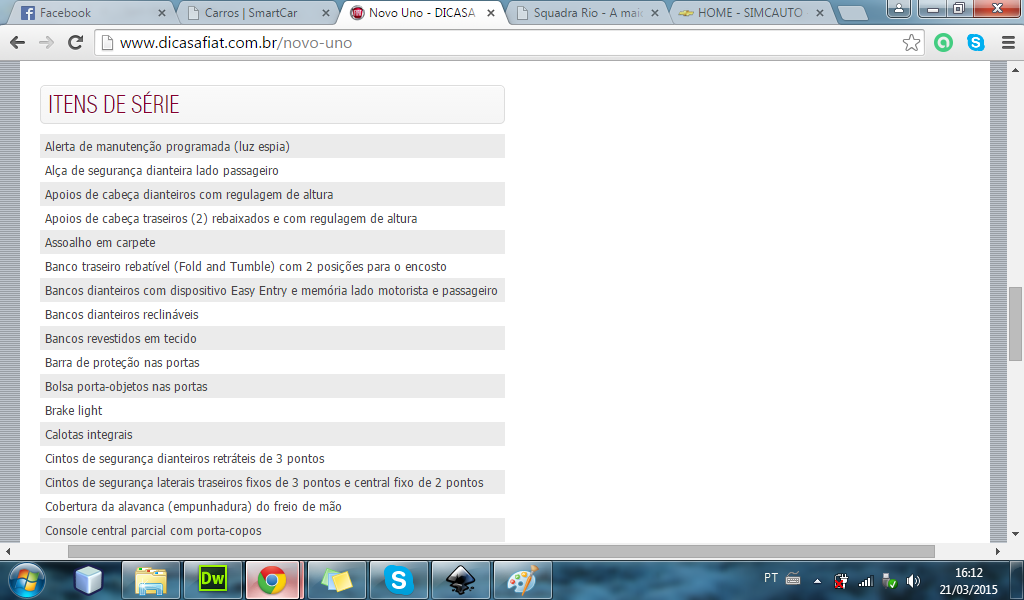 Facebook
Carros | SmartCar
Novo Uno - DICASA
Squadra Rio - A maio
HOME - SIMCAUTO
www.dicasafiat.com.br/novo-uno
ITENS DE SÉRIE
Alerta de manutenção programada (luz espia)
Alça de segurança dianteira lado passageiro
Apoios de cabeça dianteiros com regulagem de altura
Apoios de cabeça traseiros (2) rebaixados e com regulagem de altura
Assoalho em carpete
Banco traseiro rebatível (Fold and Tumble) com 2 posições para o encosto
Bancos dianteiros com dispositivo Easy Entry e memória lado motorista e passageiro
Bancos dianteiros reclináveis
Bancos revestidos em tecido
Barra de proteção nas portas
Bolsa porta-objetos nas portas
Brake light
Calotas integrais
Cintos de segurança dianteiros retráteis de 3 pontos
Cintos de segurança laterais traseiros fixos de 3 pontos e central fixo de 2 pontos
Cobertura da alavanca (empunhadura) do freio de mão
Console central parcial com porta-copos
Dw
PT
16:12
21/03/2015